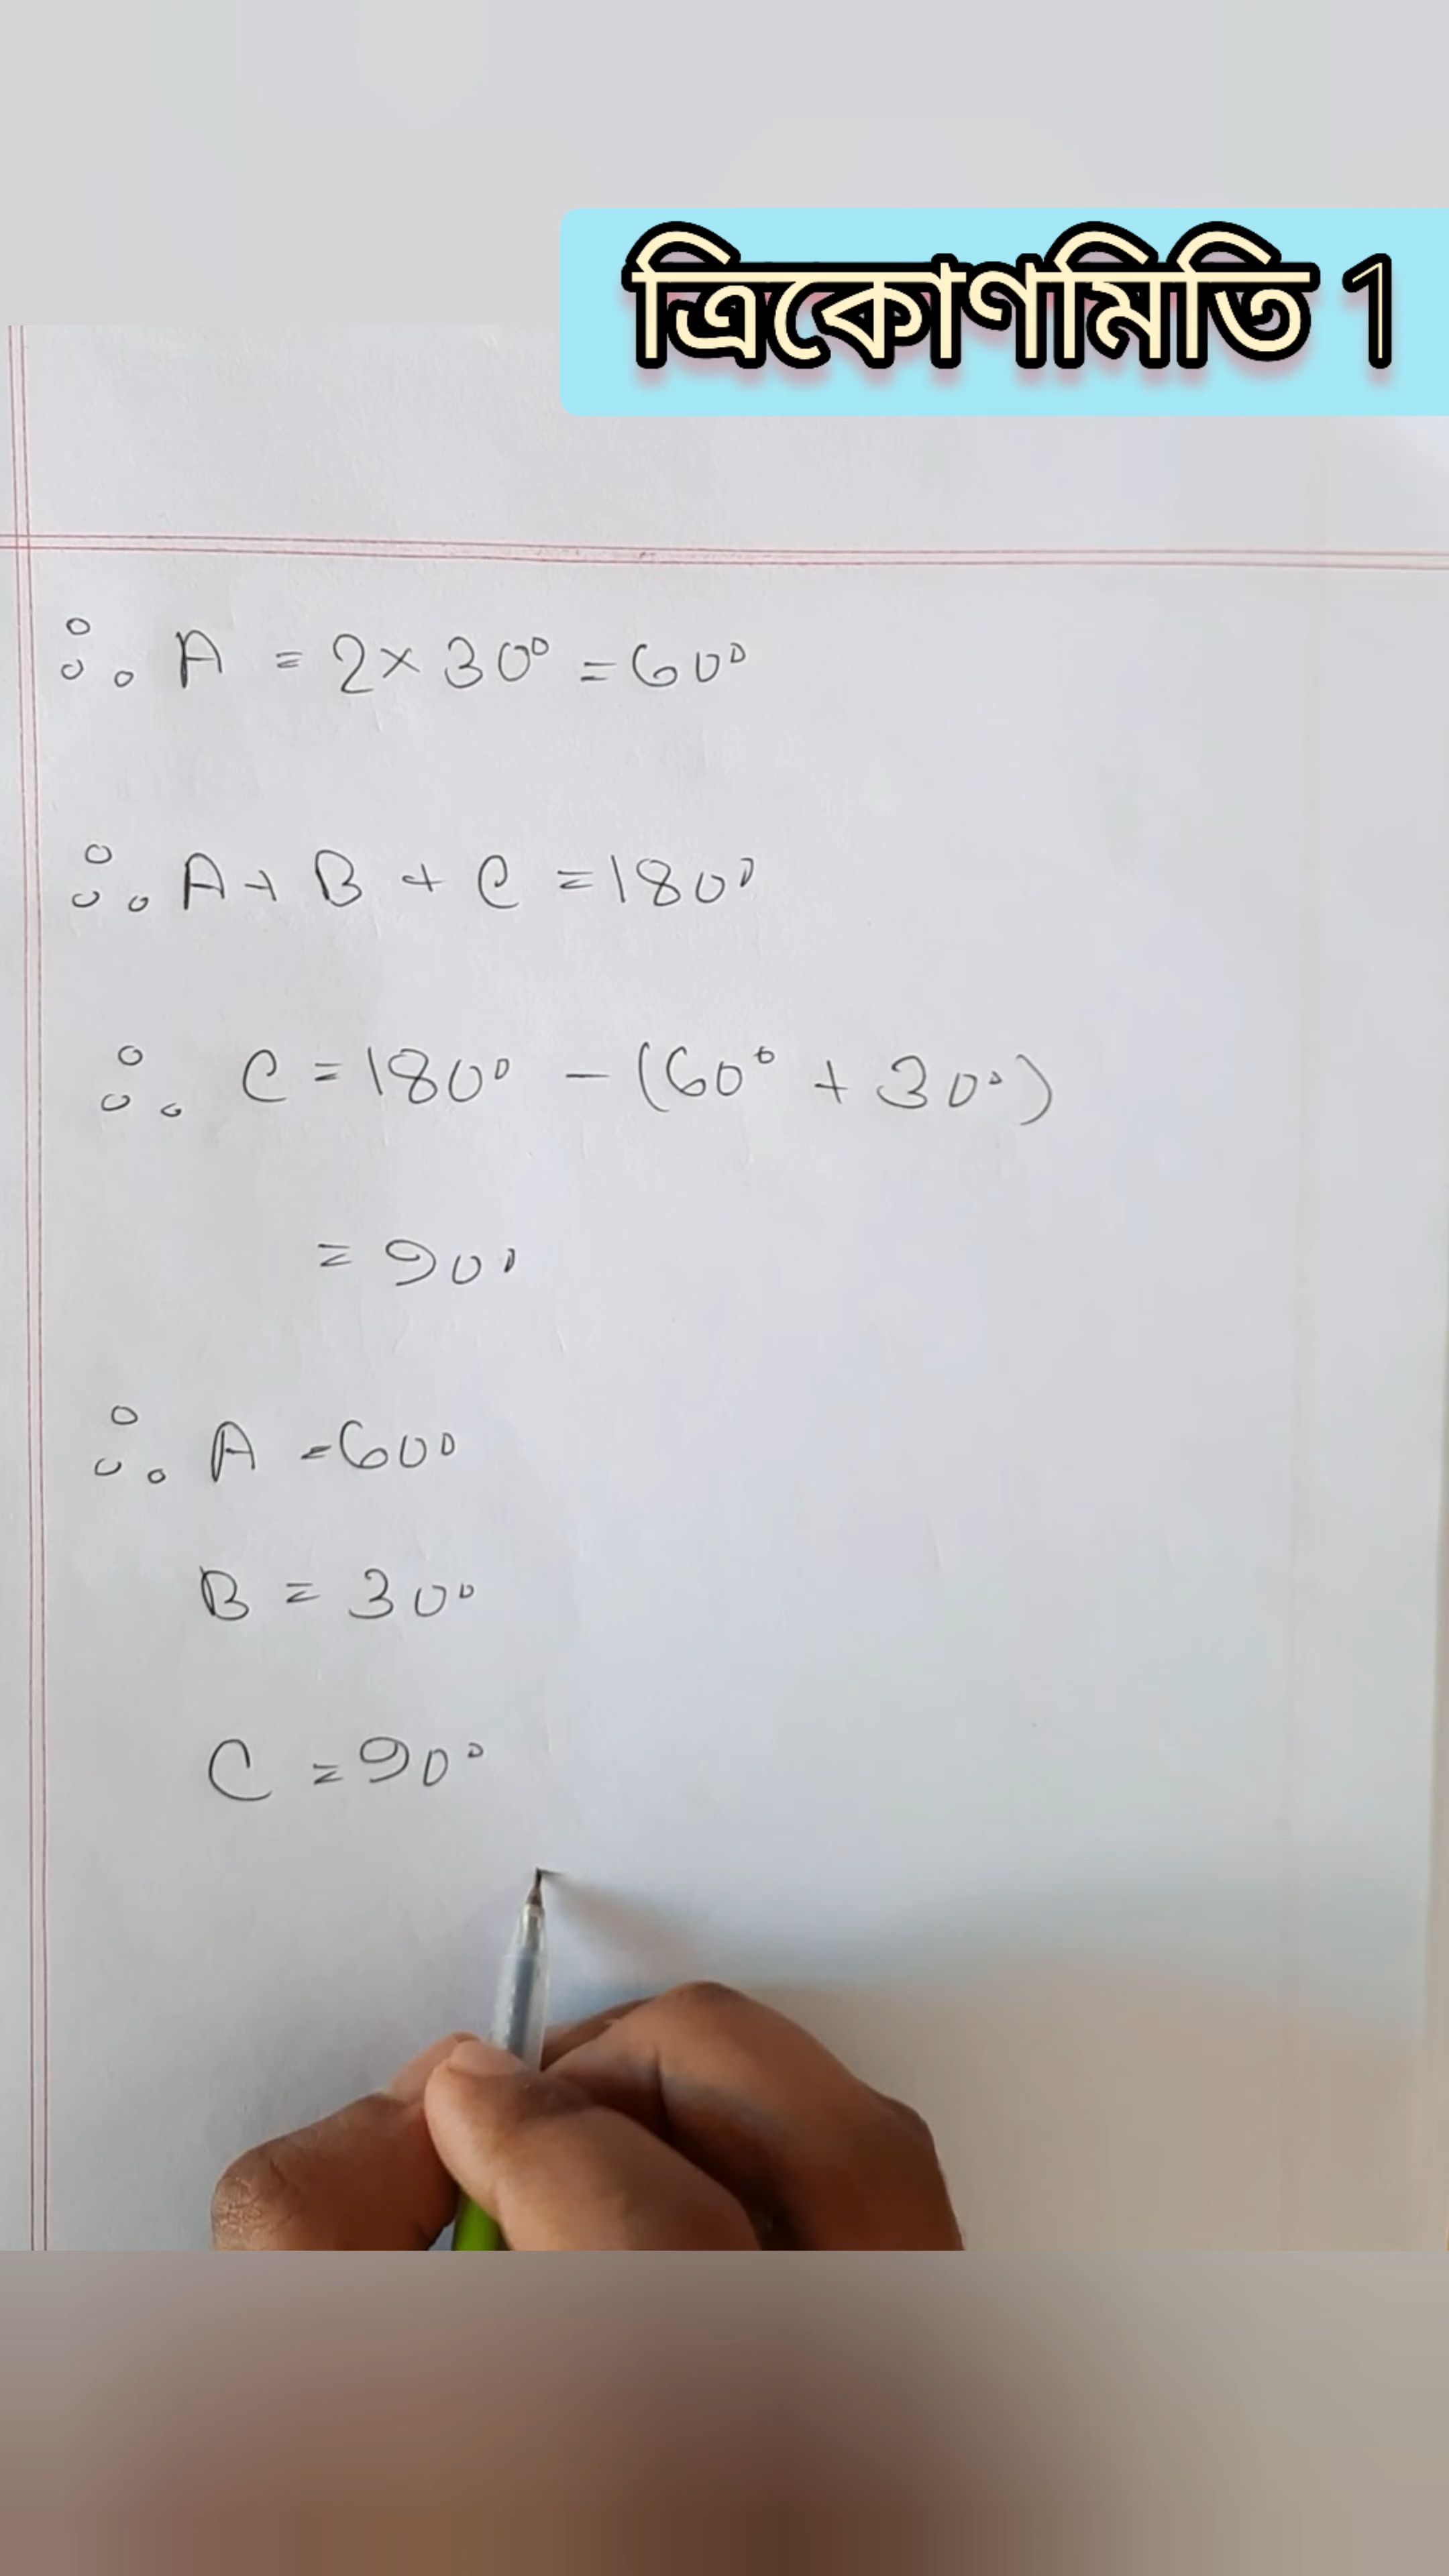 ত্রিকোণমিতি 1
∴ A = 2 × 30° = 60°
∴ A + B + C = 180°
∴ C = 180° - (60° + 30°)
= 90°
∴ A = 60°
B = 30°
C = 90°